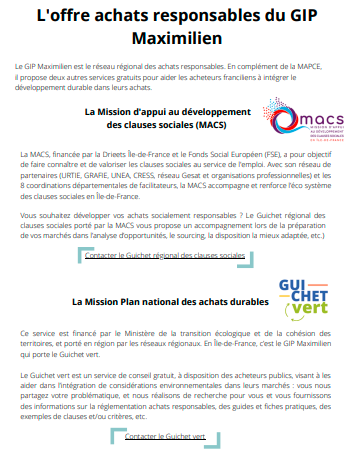 L'offre achats responsables du GIP
Maximilien
Le GIP Maximilien est le réseau régional des achats responsables. En complément de la MAPCE,
il propose deux autres services gratuits pour aider les acheteurs franciliens à intégrer le
développement durable dans leurs achats.
La Mission d'appui au développement
des clauses sociales (MACS)
macs
MISSION D'APPUI
AU DÉVELOPPEMENT
DES CLAUSES SOCIALES
EN ÎLE-DE-FRANCE
La MACS, financée par la Drieets Île-de-France et le Fonds Social Européen (FSE), a pour objectif
de faire connaître et de valoriser les clauses sociales au service de l'emploi. Avec son réseau de
partenaires (URTIE, GRAFIE, UNEA, CRESS, réseau Gesat et organisations professionnelles) et les
8 coordinations départementales de facilitateurs, la MACS accompagne et renforce l'éco système
des clauses sociales en Île-de-France.
Vous souhaitez développer vos achats socialement responsables ? Le Guichet régional des
clauses sociales porté par la MACS vous propose un accompagnement lors de la préparation
de vos marchés dans l'analyse d'opportunités, le sourcing, la disposition la mieux adaptée, etc.)
Contacter le Guichet régional des clauses sociales
GUI
CHET
vert
La Mission Plan national des achats durables
Ce service est financé par le Ministère de la transition écologique et de la cohésion des
territoires, et porté en région par les réseaux régionaux. En Île-de-France, c'est le GIP Maximilien
qui porte le Guichet vert.
Le Guichet vert est un service de conseil gratuit, à disposition des acheteurs publics, visant à les
aider dans l'intégration de considérations environnementales dans leurs marchés : vous nous
partagez votre problématique, et nous réalisons de recherche pour vous et vous fournissons
des informations sur la réglementation achats responsables, des guides et fiches pratiques, des
exemples de clauses et/ou critères, etc.
Contacter le Guichet vert